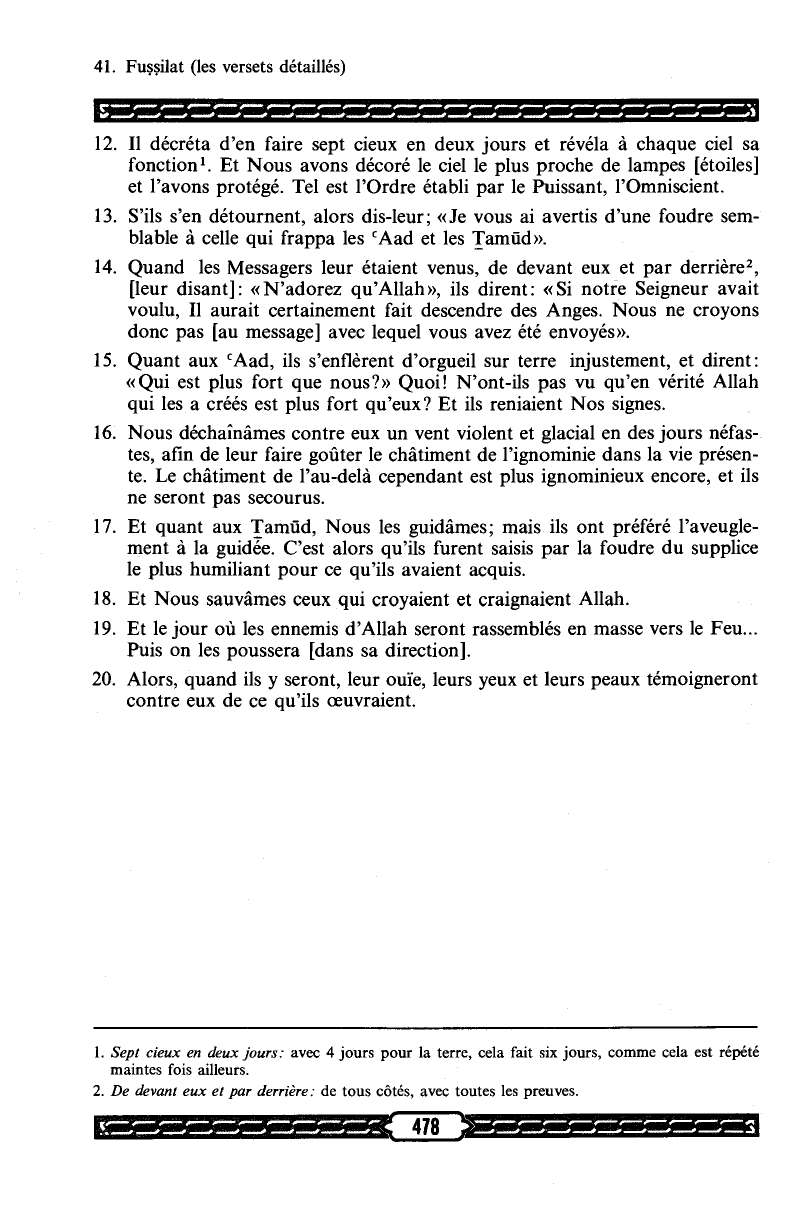 41. Fuṣṣilat (les versets détaillés)
12. Il décréta d'en faire sept cieux en deux jours et révéla à chaque ciel sa
fonction¹. Et Nous avons décoré le ciel le plus proche de lampes [étoiles]
et l'avons protégé. Tel est l'Ordre établi par le Puissant, l'Omniscient.
13. S'ils s'en détournent, alors dis-leur; «Je vous ai avertis d'une foudre sem-
blable à celle qui frappa les ᶜAad et les T̲amūd».
14. Quand les Messagers leur étaient venus, de devant eux et par derrière²,
[leur disant]: «N'adorez qu'Allah», ils dirent: «Si notre Seigneur avait
voulu, Il aurait certainement fait descendre des Anges. Nous ne croyons
donc pas [au message] avec lequel vous avez été envoyés».
15. Quant aux ᶜAad, ils s'enflèrent d'orgueil sur terre injustement, et dirent:
«Qui est plus fort que nous?» Quoi! N'ont-ils pas vu qu'en vérité Allah
qui les a créés est plus fort qu'eux? Et ils reniaient Nos signes.
16. Nous déchaînâmes contre eux un vent violent et glacial en des jours néfas-
tes, afin de leur faire goûter le châtiment de l'ignominie dans la vie présen-
te. Le châtiment de l'au-delà cependant est plus ignominieux encore, et ils
ne seront pas secourus.
17. Et quant aux T̲amūd, Nous les guidâmes; mais ils ont préféré l'aveugle-
ment à la guidée. C'est alors qu'ils furent saisis par la foudre du supplice
le plus humiliant pour ce qu'ils avaient acquis.
18. Et Nous sauvâmes ceux qui croyaient et craignaient Allah.
19. Et le jour où les ennemis d'Allah seront rassemblés en masse vers le Feu...
Puis on les poussera [dans sa direction].
20. Alors, quand ils y seront, leur ouïe, leurs yeux et leurs peaux témoigneront
contre eux de ce qu'ils œuvraient.
1. Sept cieux en deux jours: avec 4 jours pour la terre, cela fait six jours, comme cela est répété
maintes fois ailleurs.
2. De devant eux et par derrière: de tous côtés, avec toutes les preuves.
478